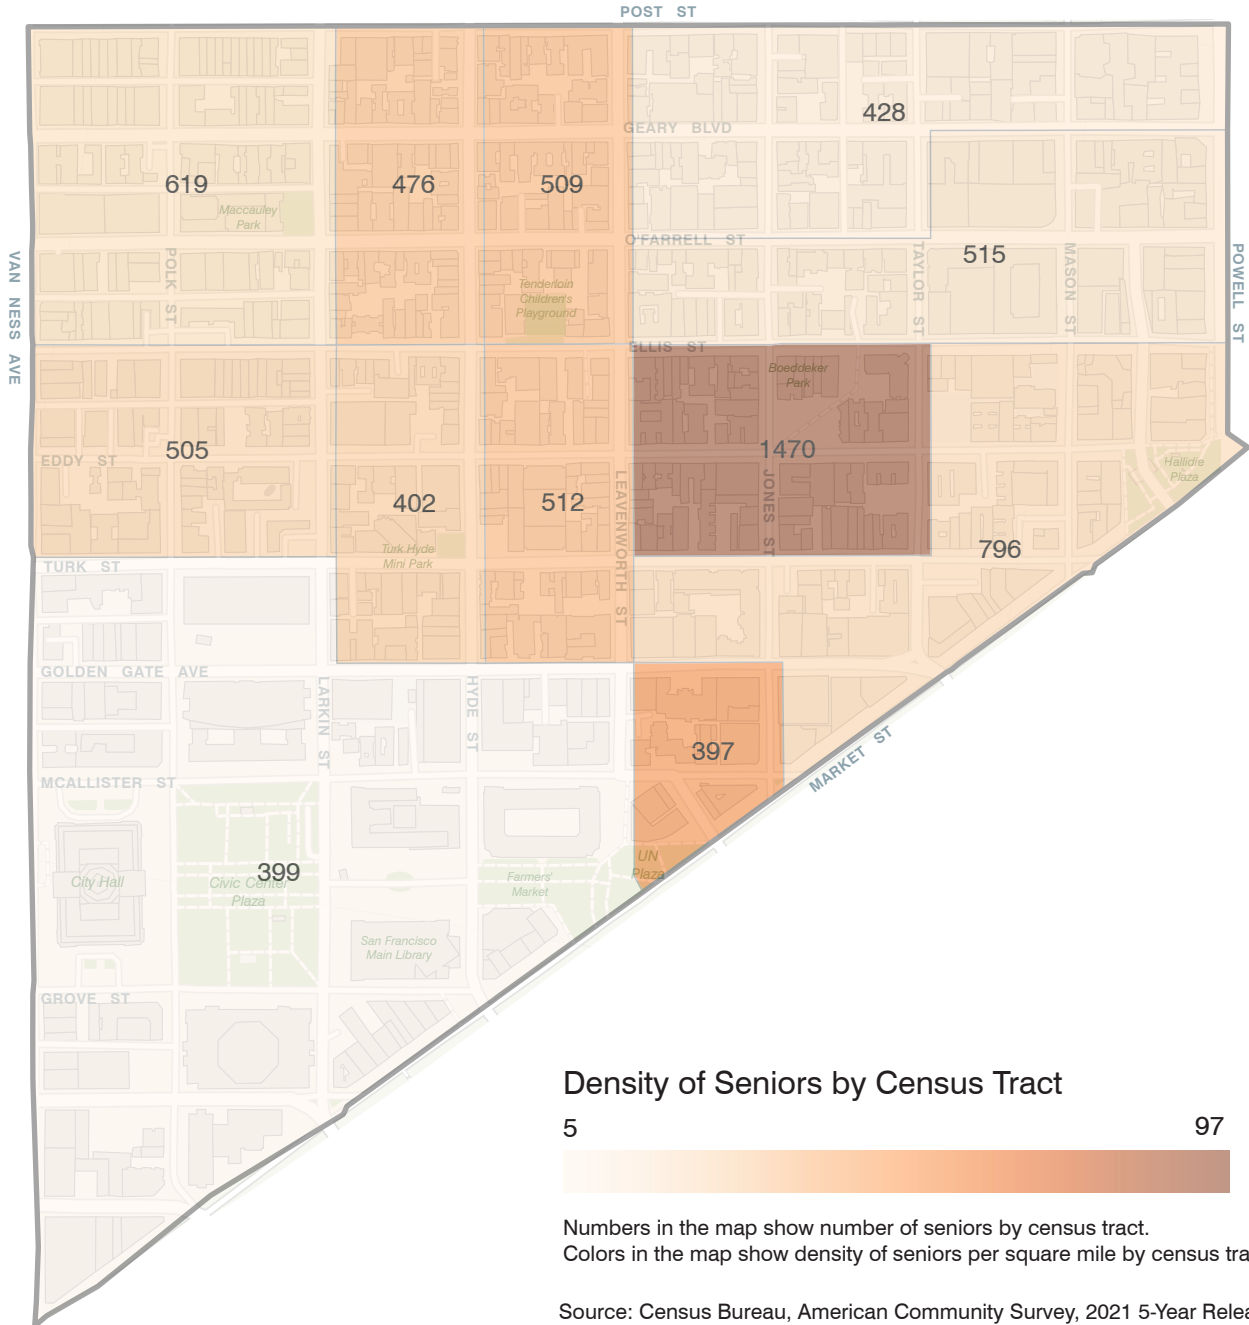 POST ST
428
GEARY BLVD
619
476
509
Maccauley
Park
O'FARRELL ST
515
VAN NESS AVE
POLK ST
TAYLOR ST
MASON ST
POWELL ST
Tenderloin
Children's
Playground
ELLIS ST
Boeddeker
Park
505
1470
EDDY ST
Hallidie
Plaza
402
512
LEAVENWORTH ST
JONES ST
Turk Hyde
Mini Park
796
TURK ST
GOLDEN GATE AVE
LARKIN ST
HYDE ST
397
MARKET ST
MCALLISTER ST
UN
Plaza
399
City Hall
Civic Center
Plaza
Farmers'
Market
San Francisco
Main Library
GROVE ST
Density of Seniors by Census Tract
5 97
Numbers in the map show number of seniors by census tract.
Colors in the map show density of seniors per square mile by census tra
Source: Census Bureau, American Community Survey, 2021 5-Year Relea